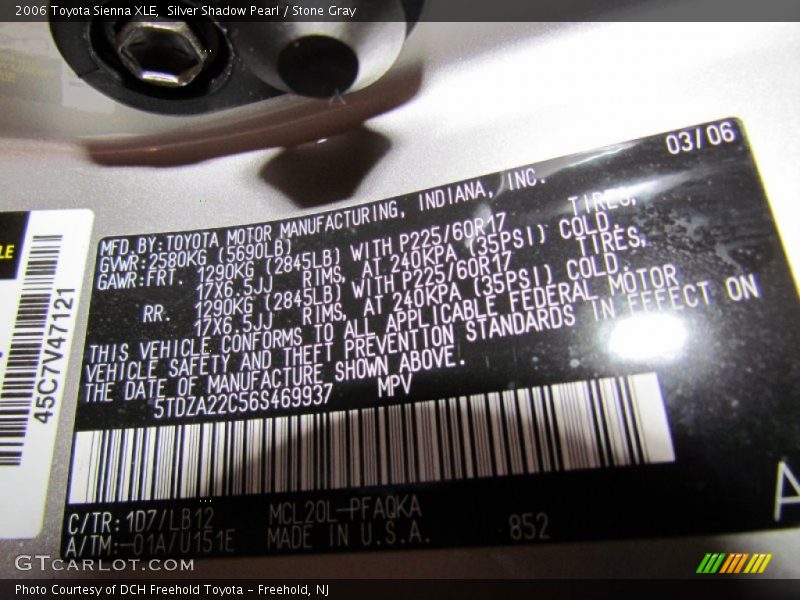 2006 Toyota Sienna XLE,  Silver Shadow Pearl / Stone Gray
03/06
MFD. BY: TOYOTA MOTOR MANUFACTURING, INDIANA, INC.
GVWR: 2580KG (5690LB)
GAWR: FRT. 1290KG (2845LB) WITH P225/60R17 TIRES,
17X6.5JJ RIMS, AT 240KPA (35PSI) COLD.
RR. 1290KG (2845LB) WITH P225/60R17 TIRES,
17X6.5JJ RIMS, AT 240KPA (35PSI) COLD.
THIS VEHICLE CONFORMS TO ALL APPLICABLE FEDERAL MOTOR
VEHICLE SAFETY AND THEFT PREVENTION STANDARDS IN EFFECT ON
THE DATE OF MANUFACTURE SHOWN ABOVE.
5TDZA22C56S469937 MPV
45C7V47121
LE
C/TR: 1D7/LB12 MCL20L-PFAQKA
A/TM: -01A/U151E MADE IN U.S.A. 852
A
GTcarlot.com
Photo Courtesy of DCH Freehold Toyota - Freehold, NJ